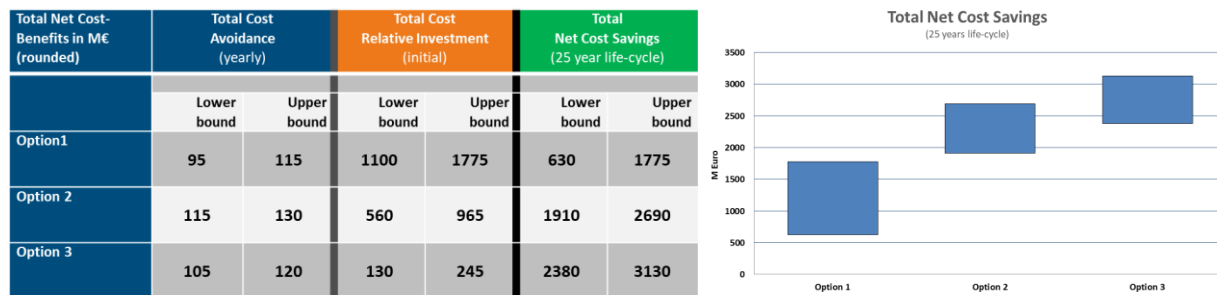 Total Net Cost-
Benefits in M€
(rounded)
Total Cost
Avoidance
(yearly)
Total Cost
Relative Investment
(initial)
Total
Net Cost Savings
(25 year life-cycle)
Lower
bound
Upper
bound
Lower
bound
Upper
bound
Lower
bound
Upper
bound
Option1
95 115 1100 1775 630 1775
Option 2
115 130 560 965 1910 2690
Option 3
105 120 130 245 2380 3130
Total Net Cost Savings
(25 years life-cycle)
M Euro
3500
3000
2500
2000
1500
1000
500
0
Option 1 Option 2 Option 3